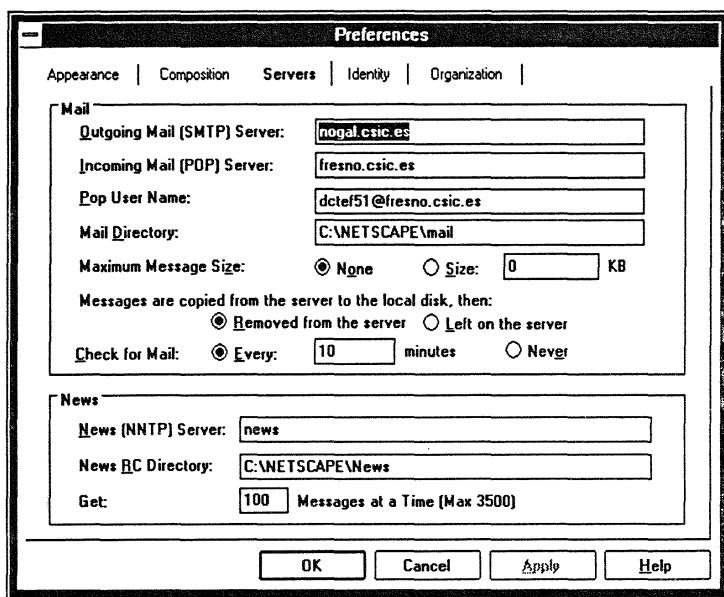 Preferences
Appearance Composition Servers Identity Organization
Mail
Outgoing Mail (SMTP) Server: nogal.csic.es
Incoming Mail (POP) Server: fresno.csic.es
Pop User Name: dctef51@fresno.csic.es
Mail Directory: C:\NETSCAPE\mail
Maximum Message Size: None Size: 0 KB
Messages are copied from the server to the local disk, then:
Removed from the server Left on the server
Check for Mail: Every: 10 minutes Never
News
News (NNTP) Server: news
News RC Directory: C:\NETSCAPE\News
Get: 100 Messages at a Time (Max 3500)
OK Cancel Apply Help